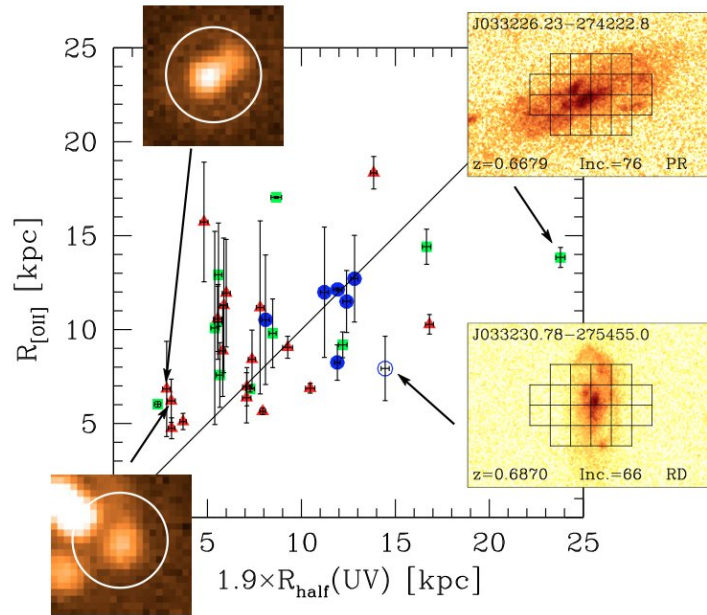 J033226.23−274222.8
z=0.6679 Inc.=76 PR
25
20
15
10
5
R[OII] [kpc]
J033230.78−275455.0
z=0.6870 Inc.=66 RD
5 10 15 20 25
1.9×Rhalf(UV) [kpc]